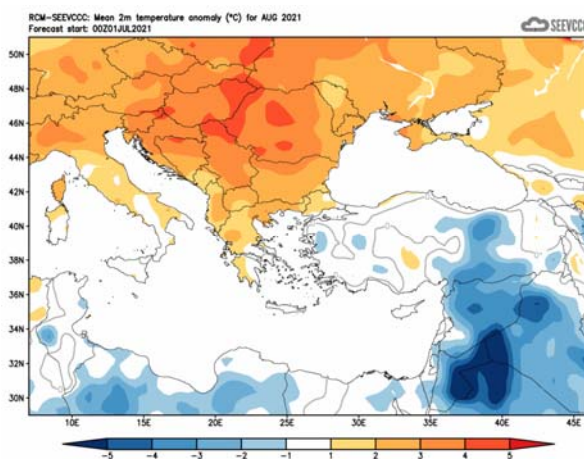 RCM-SEEVCCC: Mean 2m temperature anomaly (°C) for AUG 2021
Forecast start: 00Z01JUL2021
SEEVCCC
50N
48N
46N
44N
42N
40N
38N
36N
34N
32N
30N
10E 15E 20E 25E 30E 35E 40E 45E
-5 -4 -3 -2 -1 1 2 3 4 5